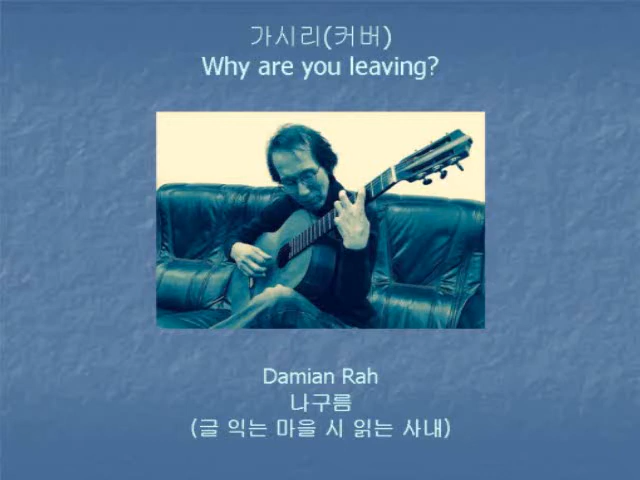 가시리(커버)
Why are you leaving?
Damian Rah
나구름
(글 익는 마을 시 읽는 사내)